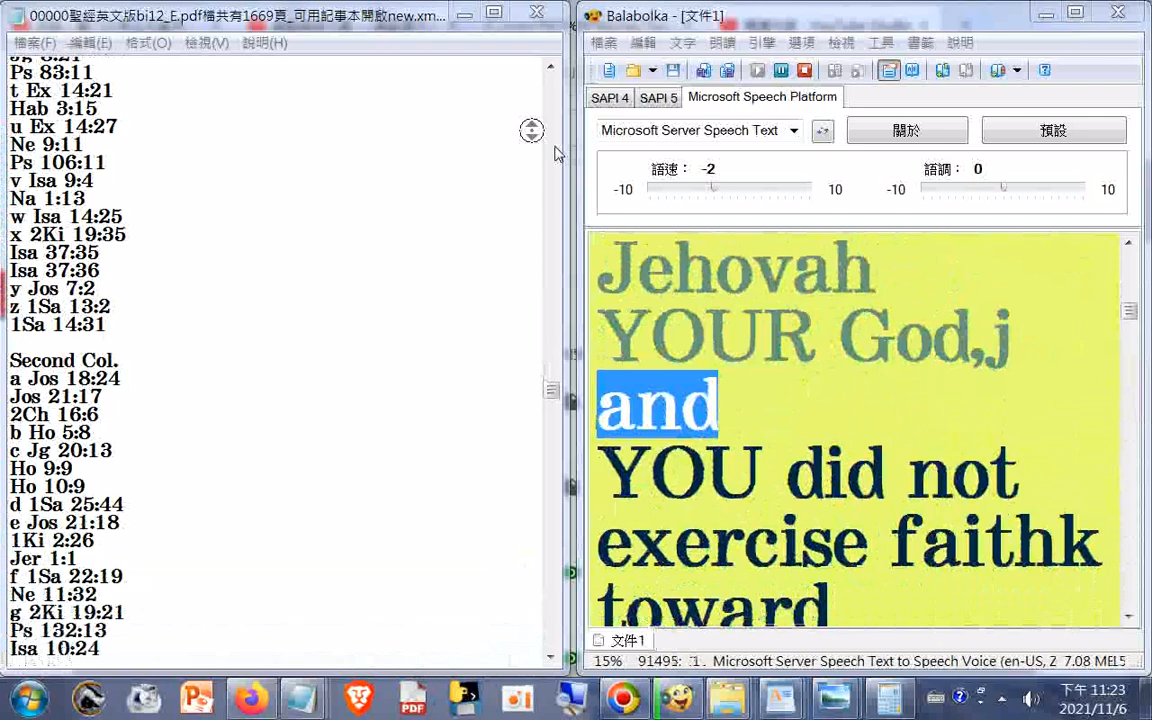 00000聖經英文版bi12_E.pdf檔共有1669頁_可用記事本開啟new.xm...
檔案(F) 編輯(E) 格式(O) 檢視(V) 說明(H)
Ps 83:11
t Ex 14:21
Hab 3:15
u Ex 14:27
Ne 9:11
Ps 106:11
v Isa 9:4
Na 1:13
w Isa 14:25
x 2Ki 19:35
Isa 37:35
Isa 37:36
y Jos 7:2
z 1Sa 13:2
1Sa 14:31
Second Col.
a Jos 18:24
Jos 21:17
2Ch 16:6
b Ho 5:8
c Jg 20:13
Ho 9:9
Ho 10:9
d 1Sa 25:44
e Jos 21:18
1Ki 2:26
Jer 1:1
f 1Sa 22:19
Ne 11:32
g 2Ki 19:21
Ps 132:13
Isa 10:24
Balabolka - [文件1]
檔案 編輯 文字 朗讀 引擎 選項 檢視 工具 書籤 說明
SAPI 4 SAPI 5 Microsoft Speech Platform
Microsoft Server Speech Text 關於 預設
語速： -2 語調： 0
-10 10 -10 10
Jehovah
YOUR God,j
and
YOU did not
exercise faithk
toward
文件1
15% 91495: Microsoft Server Speech Text to Speech Voice (en-US, 2 7.08 MEL5
下午 11:23
2021/11/6